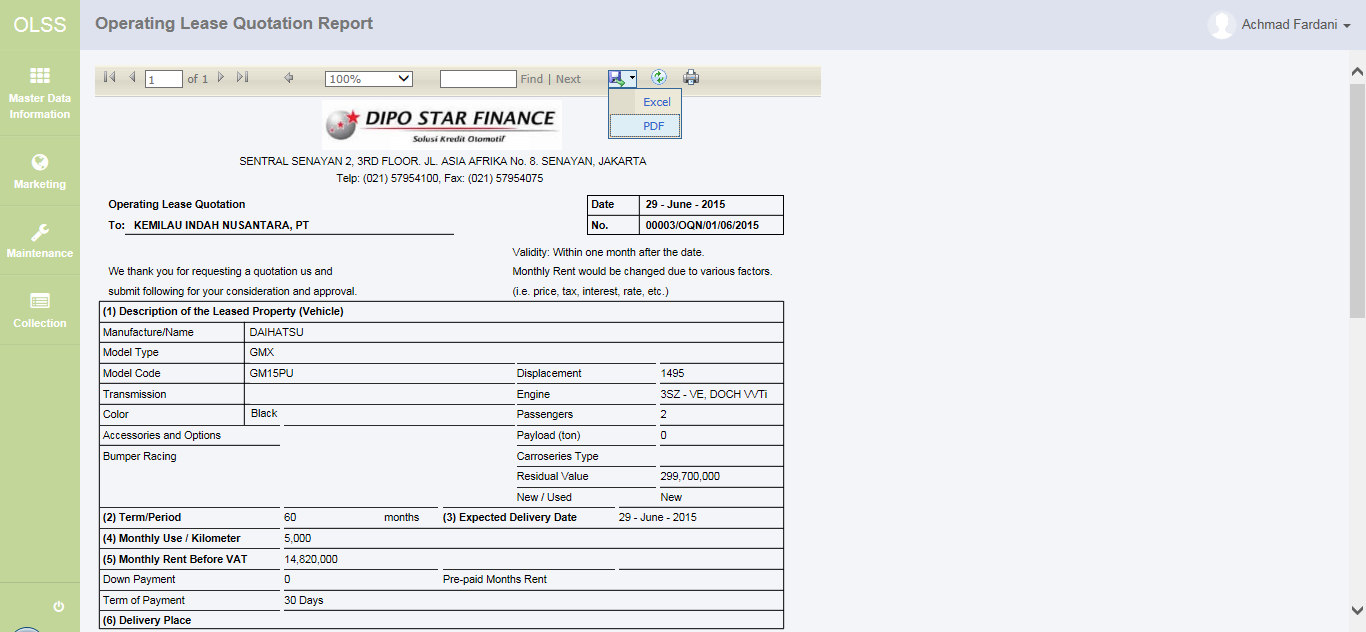 OLSS
Operating Lease Quotation Report
Achmad Fardani
Master Data
Information
Marketing
Maintenance
Collection
1 of 1 100% Find | Next
Excel
PDF
DIPO STAR FINANCE
Solusi Kredit Otomotif
SENTRAL SENAYAN 2, 3RD FLOOR. JL. ASIA AFRIKA No. 8. SENAYAN, JAKARTA
Telp: (021) 57954100, Fax: (021) 57954075
Operating Lease Quotation
Date 29 - June - 2015
To: KEMILAU INDAH NUSANTARA, PT
No. 00003/OQN/01/06/2015
Validity: Within one month after the date.
We thank you for requesting a quotation us and
Monthly Rent would be changed due to various factors.
submit following for your consideration and approval.
(i.e. price, tax, interest, rate, etc.)
(1) Description of the Leased Property (Vehicle)
Manufacture/Name DAIHATSU
Model Type GMX
Model Code GM15PU Displacement 1495
Transmission Engine 3SZ - VE, DOCH VVTi
Color Black Passengers 2
Accessories and Options Payload (ton) 0
Bumper Racing Carroseries Type
Residual Value 299,700,000
New / Used New
(2) Term/Period 60 months (3) Expected Delivery Date 29 - June - 2015
(4) Monthly Use / Kilometer 5,000
(5) Monthly Rent Before VAT 14,820,000
Down Payment 0 Pre-paid Months Rent
Term of Payment 30 Days
(6) Delivery Place